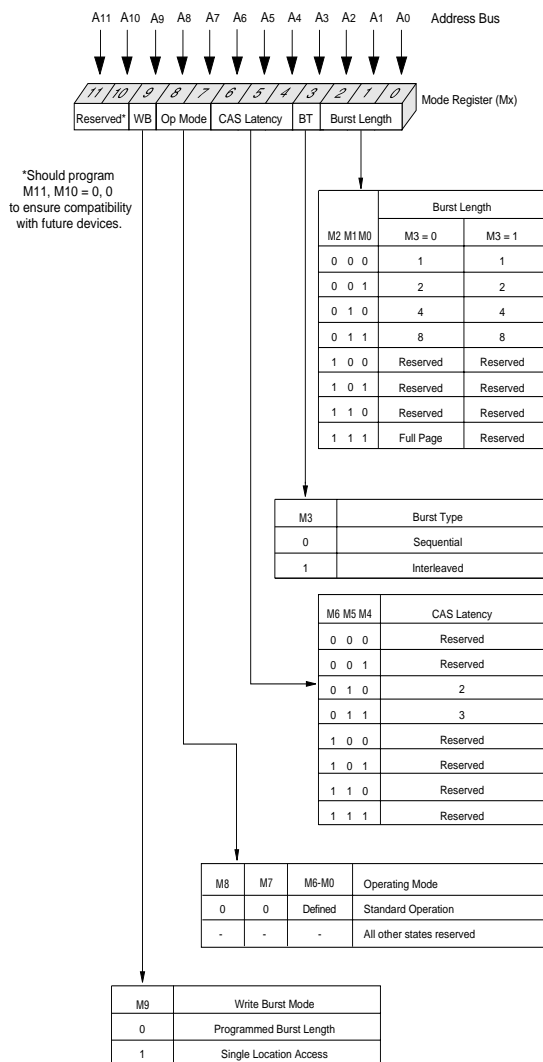 A11 A10 A9 A8 A7 A6 A5 A4 A3 A2 A1 A0 Address Bus
11 10 9 8 7 6 5 4 3 2 1 0
Mode Register (Mx)
Reserved* WB Op Mode CAS Latency BT Burst Length
*Should program
M11, M10 = 0, 0
to ensure compatibility
with future devices.
Burst Length
M2 M1 M0 M3 = 0 M3 = 1
0 0 0 1 1
0 0 1 2 2
0 1 0 4 4
0 1 1 8 8
1 0 0 Reserved Reserved
1 0 1 Reserved Reserved
1 1 0 Reserved Reserved
1 1 1 Full Page Reserved
M3 Burst Type
0 Sequential
1 Interleaved
M6 M5 M4 CAS Latency
0 0 0 Reserved
0 0 1 Reserved
0 1 0 2
0 1 1 3
1 0 0 Reserved
1 0 1 Reserved
1 1 0 Reserved
1 1 1 Reserved
M8 M7 M6-M0 Operating Mode
0 0 Defined Standard Operation
- - - All other states reserved
M9 Write Burst Mode
0 Programmed Burst Length
1 Single Location Access